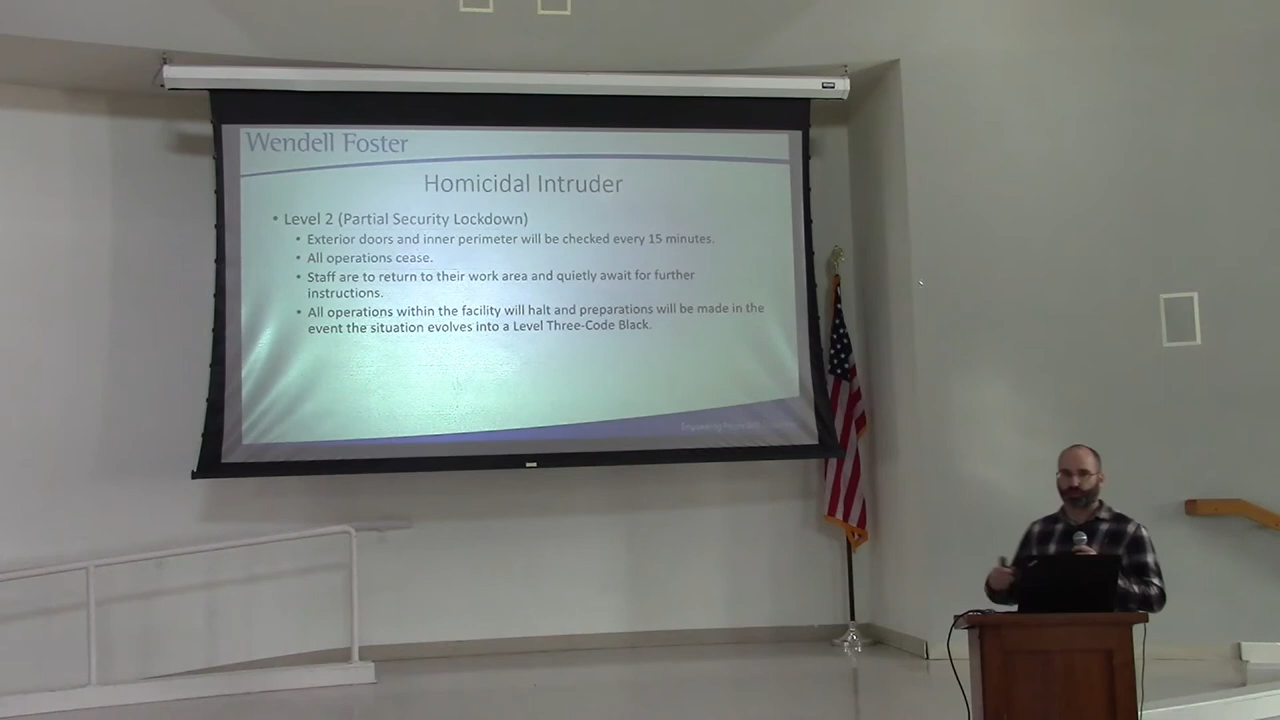 Wendell Foster
Homicidal Intruder
• Level 2 (Partial Security Lockdown)
• Exterior doors and inner perimeter will be checked every 15 minutes.
• All operations cease.
• Staff are to return to their work area and quietly await for further
instructions.
• All operations within the facility will halt and preparations will be made in the
event the situation evolves into a Level Three-Code Black.
Empowering